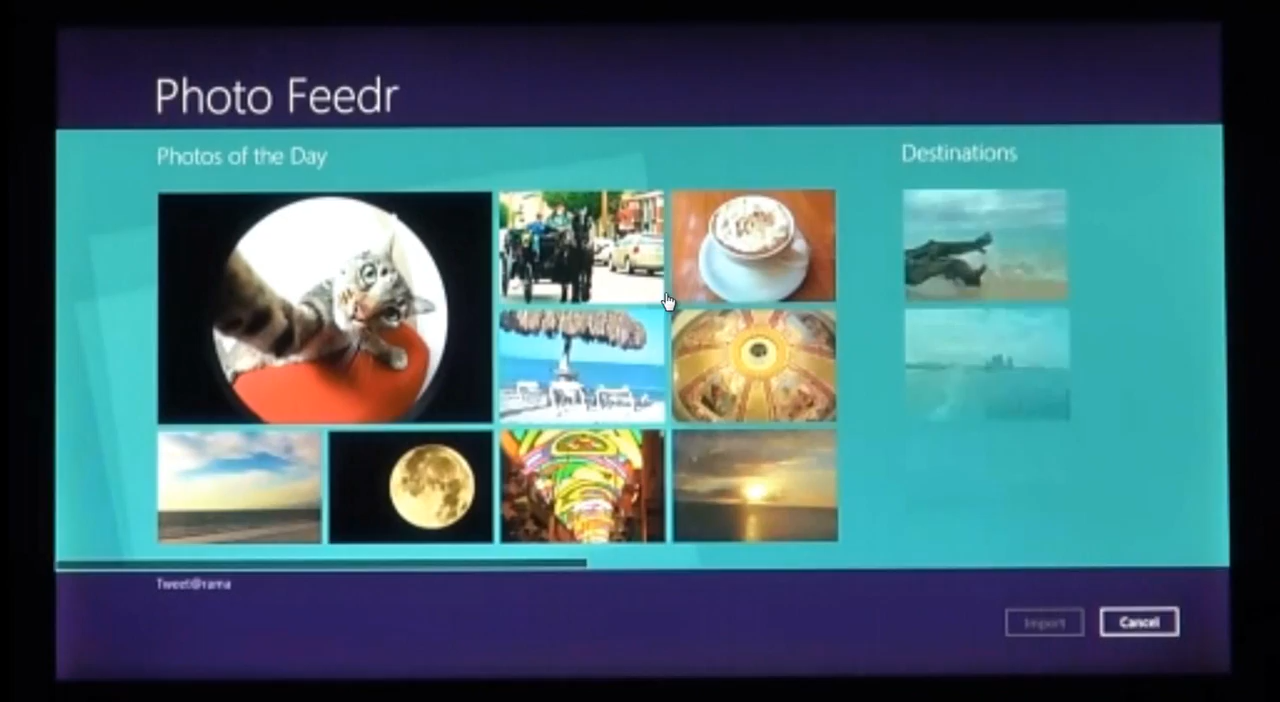 Photo Feedr
Photos of the Day
Destinations
Tweet@rama
Import
Cancel